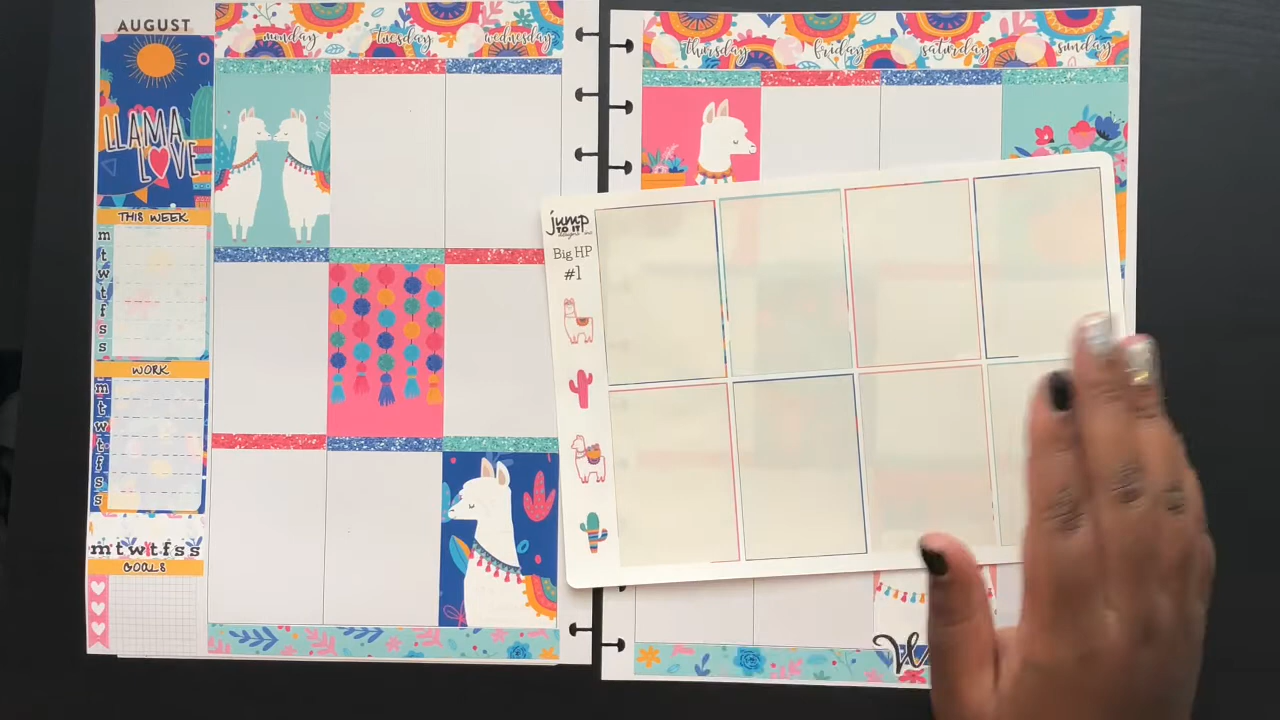 AUGUST
LLAMA
LOVE
THIS WEEK
m
t
w
t
f
s
s
WORK
m
t
w
t
f
s
s
m t w t f s s
GOALS
monday
tuesday
wednesday
thursday
friday
saturday
sunday
jump
TO IT
Big HP
#1